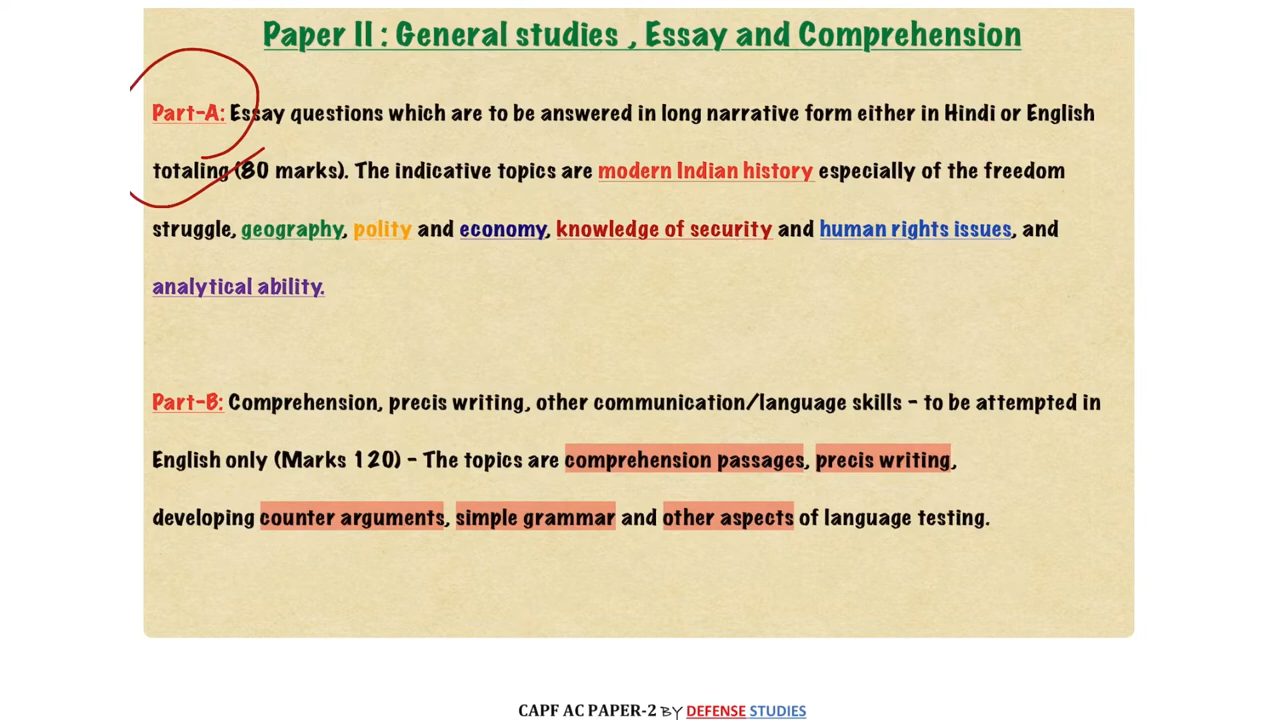 Paper II : General studies , Essay and Comprehension
Part-A: Essay questions which are to be answered in long narrative form either in Hindi or English
totaling (80 marks). The indicative topics are modern Indian history especially of the freedom
struggle, geography, polity and economy, knowledge of security and human rights issues, and
analytical ability.
Part-B: Comprehension, precis writing, other communication/language skills - to be attempted in
English only (Marks 120) - The topics are comprehension passages, precis writing,
developing counter arguments, simple grammar and other aspects of language testing.
CAPF AC PAPER-2 BY DEFENSE STUDIES